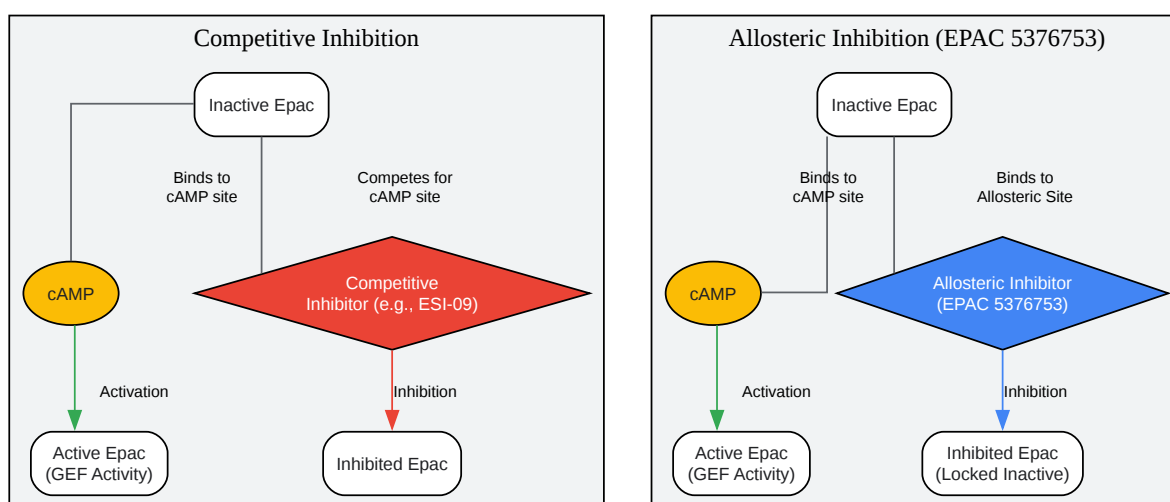 Competitive Inhibition
Inactive Epac
Binds to
cAMP site
Competes for
cAMP site
cAMP
Competitive
Inhibitor (e.g., ESI-09)
Activation
Inhibition
Active Epac
(GEF Activity)
Inhibited Epac
Allosteric Inhibition (EPAC 5376753)
Inactive Epac
Binds to
cAMP site
Binds to
Allosteric Site
cAMP
Allosteric Inhibitor
(EPAC 5376753)
Activation
Inhibition
Active Epac
(GEF Activity)
Inhibited Epac
(Locked Inactive)